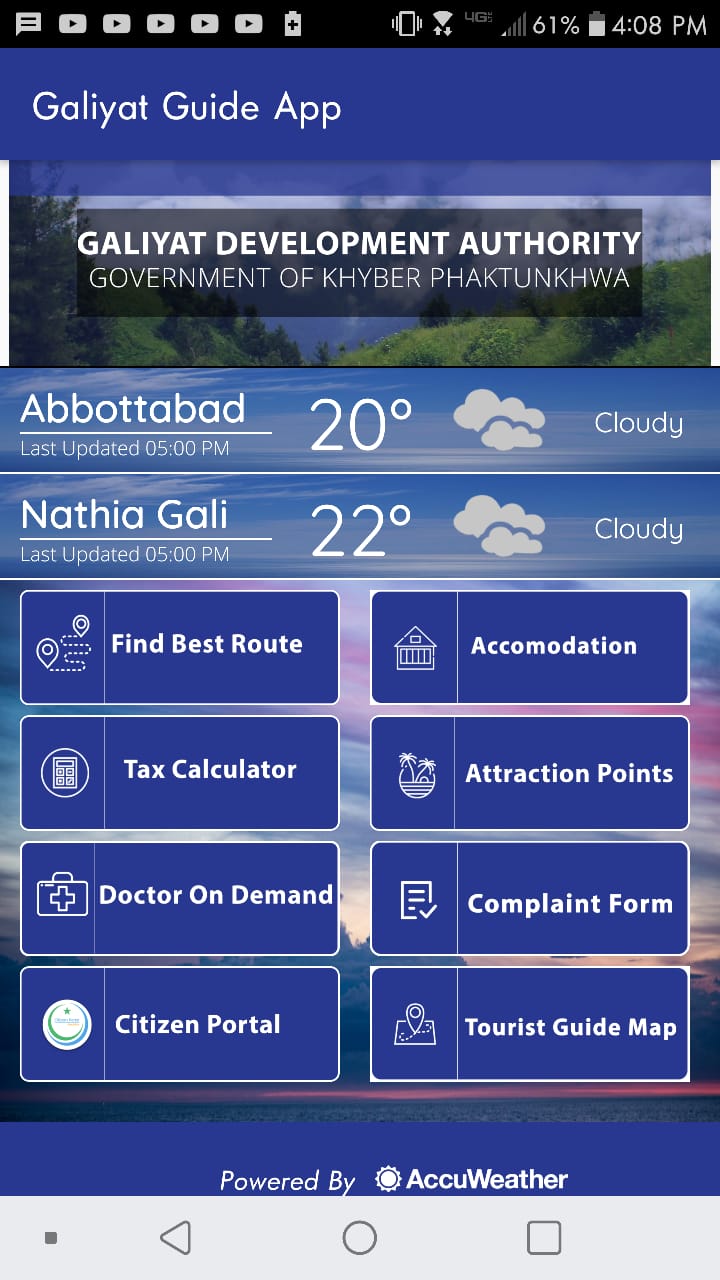 4G
61% 4:08 PM
Galiyat Guide App
GALIYAT DEVELOPMENT AUTHORITY
GOVERNMENT OF KHYBER PHAKTUNKHWA
Abbottabad 20° Cloudy
Last Updated 05:00 PM
Nathia Gali 22° Cloudy
Last Updated 05:00 PM
Find Best Route
Accomodation
Tax Calculator
Attraction Points
Doctor On Demand
Complaint Form
Citizen Portal
Tourist Guide Map
Powered By AccuWeather